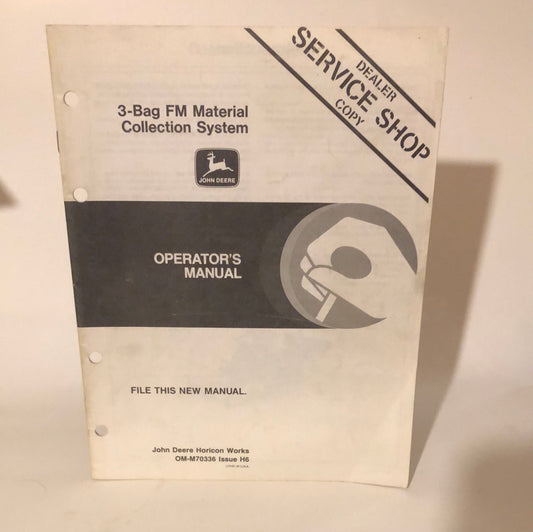 DEALER
SERVICE SHOP
COPY
3-Bag FM Material
Collection System
JOHN DEERE
OPERATOR'S
MANUAL
FILE THIS NEW MANUAL.
John Deere Horicon Works
OM-M70336 Issue H6